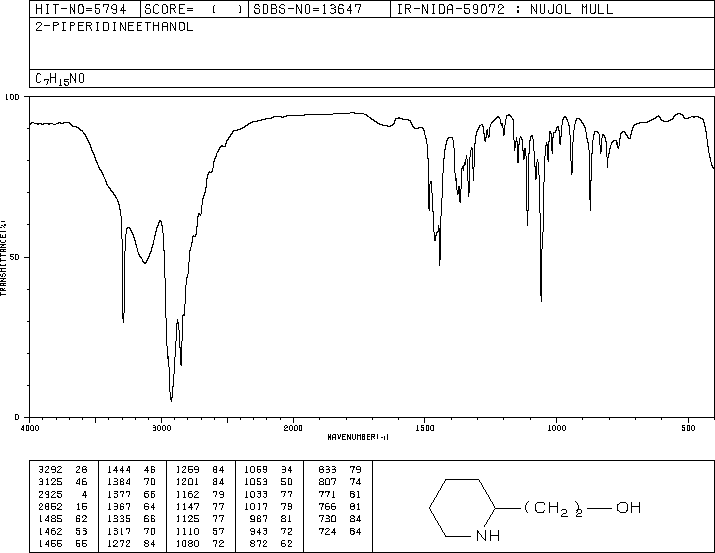 HIT-NO=5794 SCORE= ( ) SDBS-NO=13647 IR-NIDA-59072 : NUJOL MULL
2-PIPERIDINEETHANOL
C7H15NO
100
50
0
TRANSMITTANCE(%)
4000 3000 2000 1500 1000 500
WAVENUMBER(-1)
3292 28 1444 46 1259 84 1059 34 833 79
3125 46 1384 70 1201 84 1053 50 807 74
2925 4 1377 66 1162 79 1033 77 771 81
2852 15 1367 64 1147 77 1017 79 766 81
1485 62 1335 66 1125 77 987 81 730 84
1462 53 1317 70 1110 57 943 72 724 84
1456 55 1272 84 1080 72 872 62
(CH2)2 OH
NH